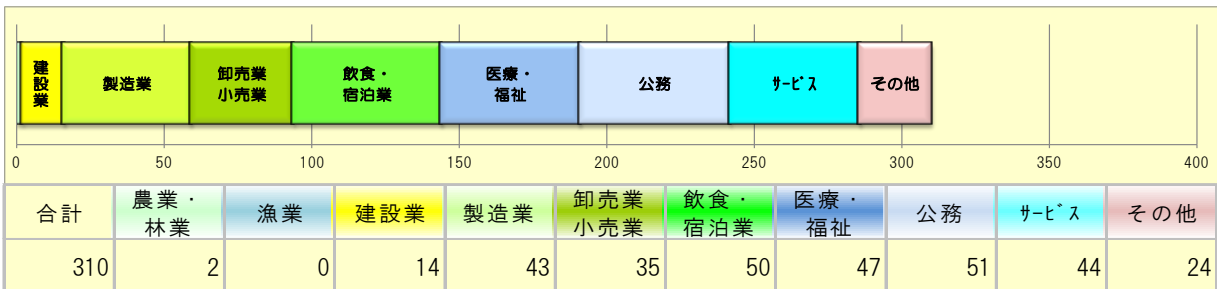 建設業
製造業
卸売業
小売業
飲食・
宿泊業
医療・
福祉
公務
ｻｰﾋﾞｽ
その他
0 50 100 150 200 250 300 350 400
合計 農業・林業 漁業 建設業 製造業 卸売業小売業 飲食・宿泊業 医療・福祉 公務 ｻｰﾋﾞｽ その他
310 2 0 14 43 35 50 47 51 44 24